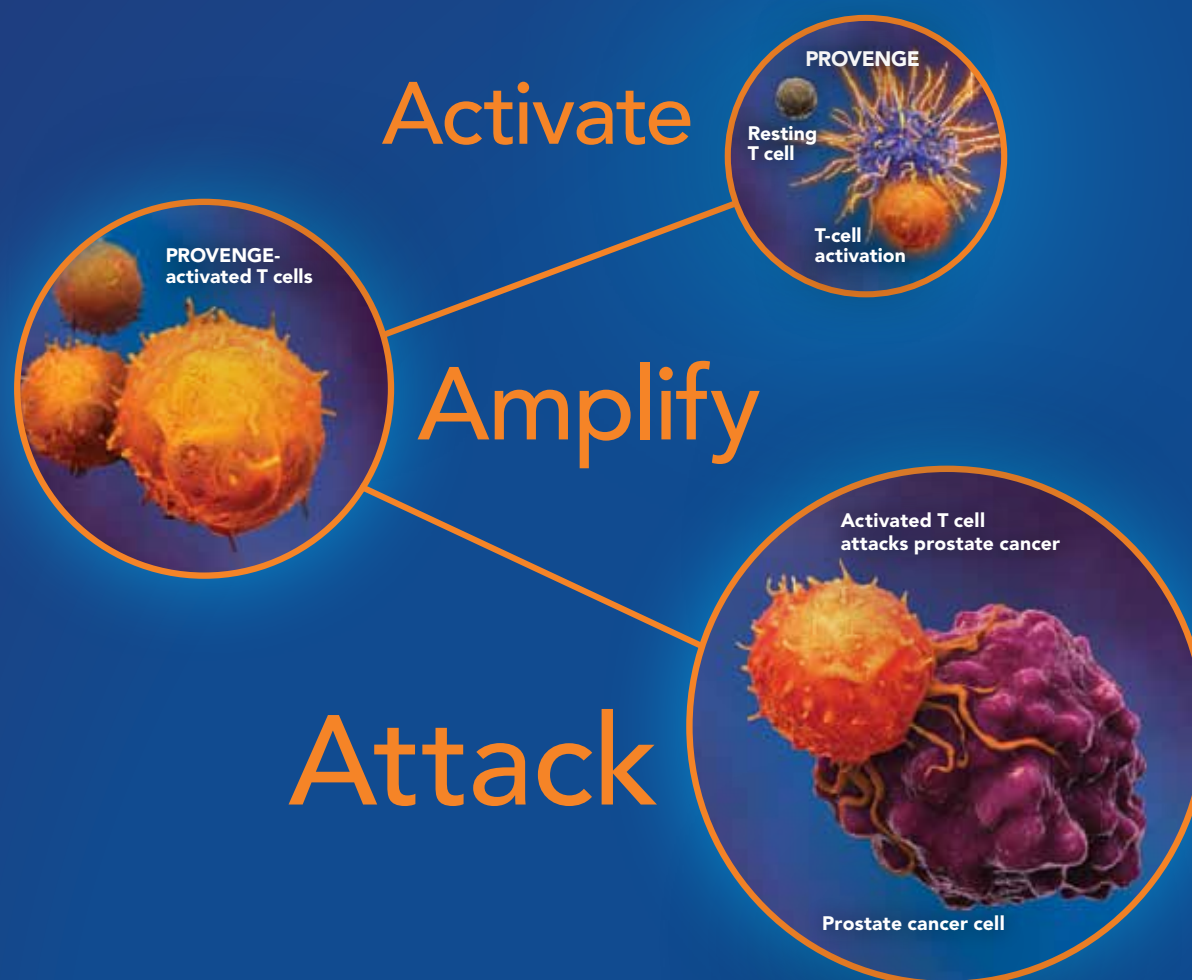 Activate
PROVENGE
Resting
T cell
T-cell
activation
PROVENGE-
activated T cells
Amplify
Activated T cell
attacks prostate cancer
Attack
Prostate cancer cell